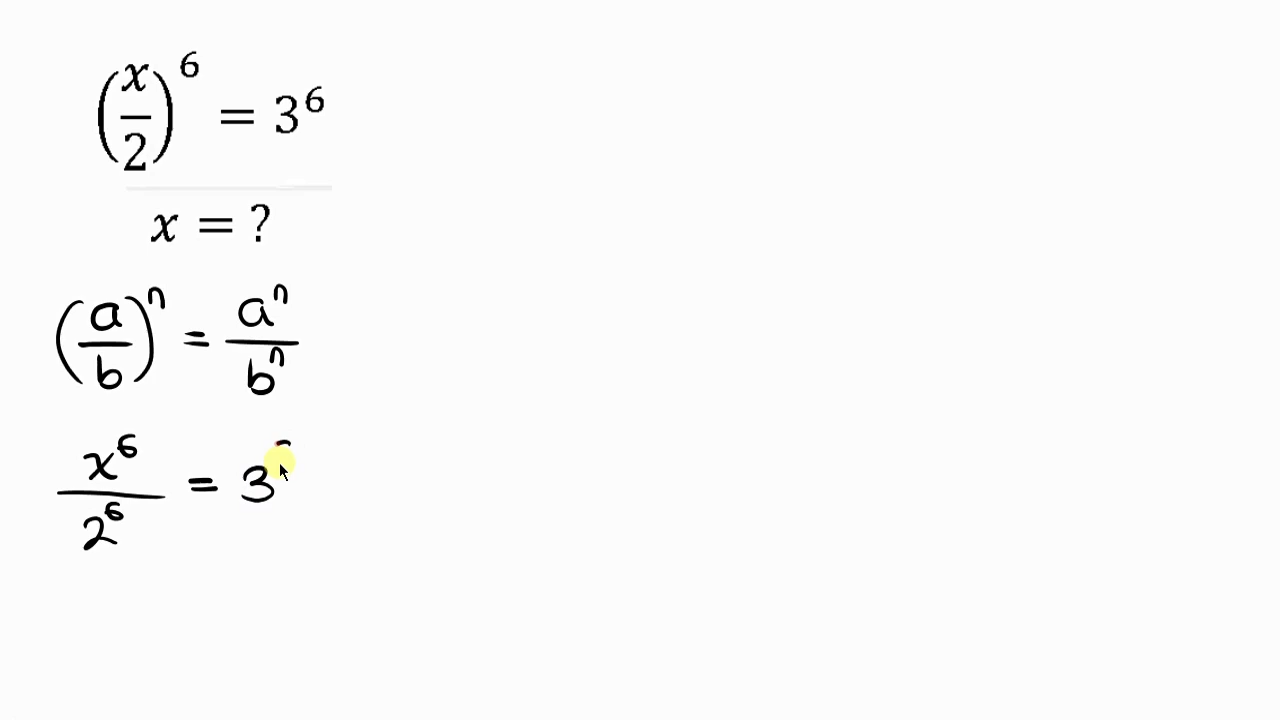 (x/2)^6 = 3^6
x = ?
(a/b)^n = a^n/b^n
x^6/2^6 = 3